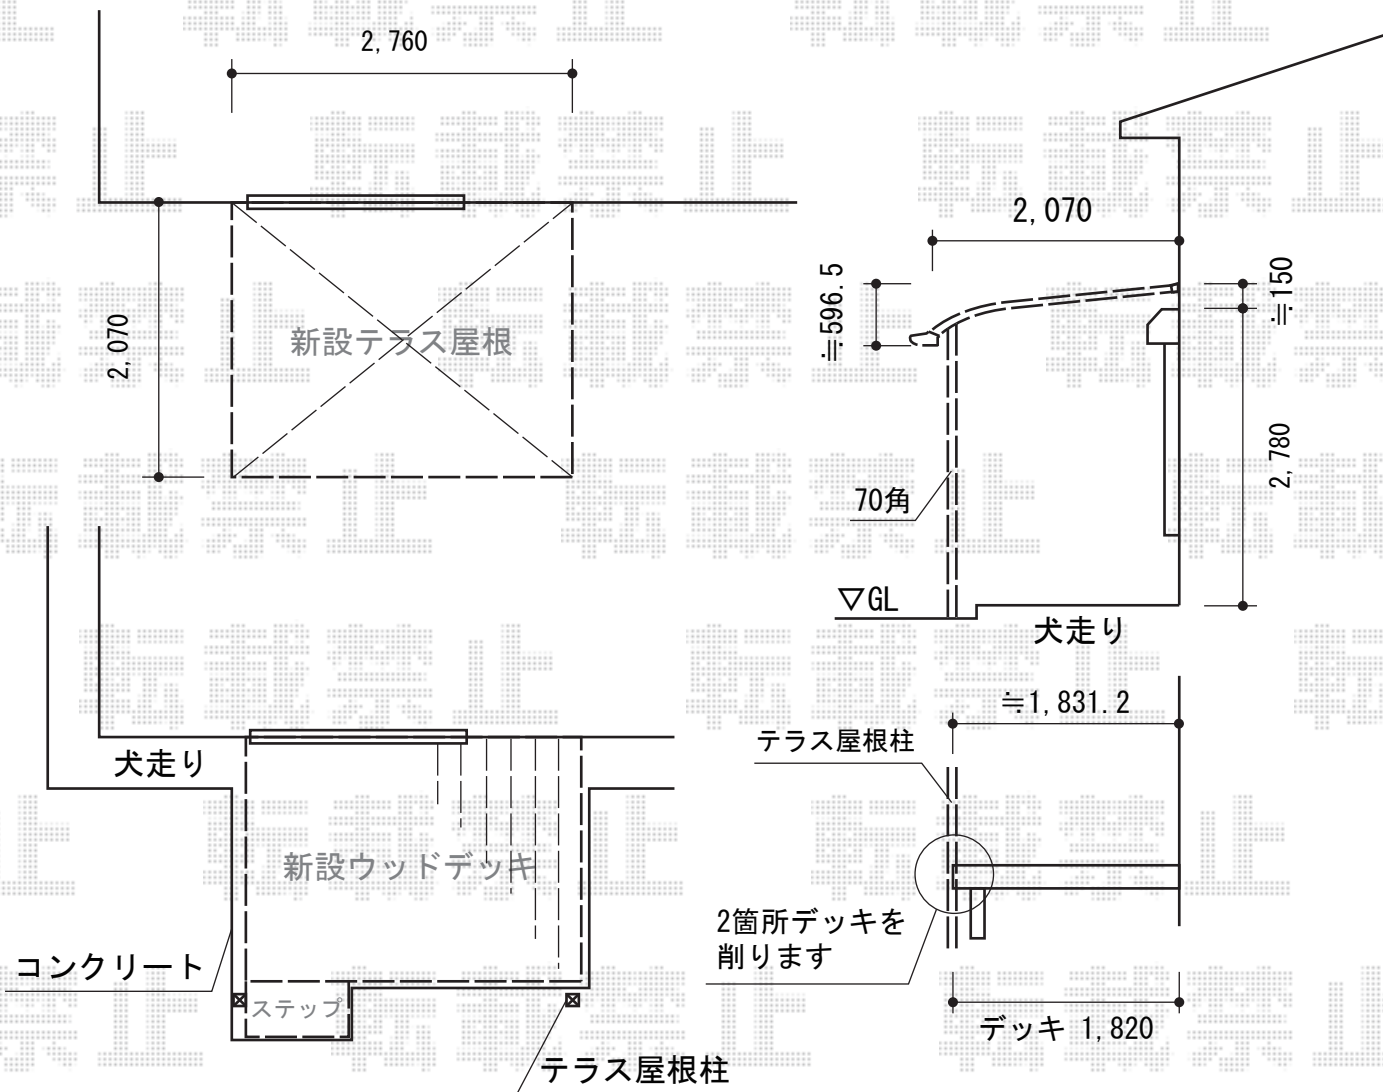 2,760
2,070
新設テラス屋根
2,070
≒596.5
≒150
2,780
70角
▽GL
犬走り
犬走り
新設ウッドデッキ
コンクリート
ステップ
テラス屋根柱
≒1,831.2
テラス屋根柱
2箇所デッキを
削ります
デッキ 1,820
転載禁止